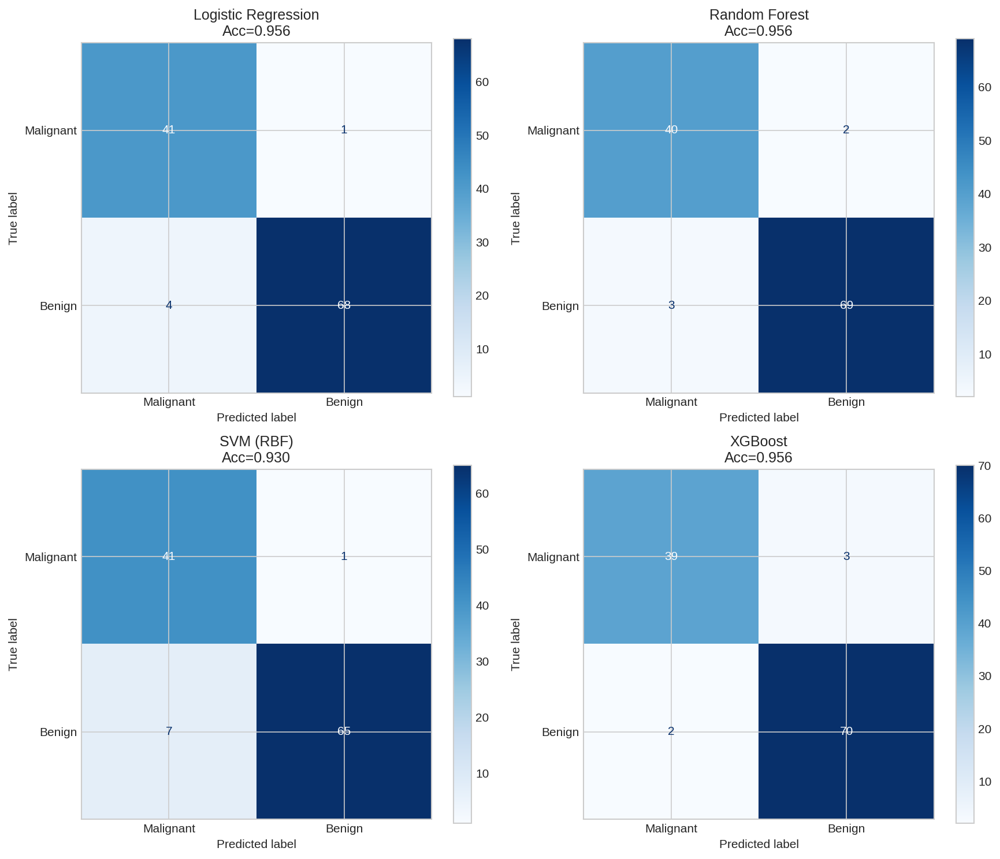 Logistic Regression
Acc=0.956
Malignant
Benign
True label
41
1
4
68
Malignant
Benign
Predicted label
60
50
40
30
20
10
Random Forest
Acc=0.956
Malignant
Benign
True label
40
2
3
69
Malignant
Benign
Predicted label
60
50
40
30
20
10
SVM (RBF)
Acc=0.930
Malignant
Benign
True label
41
1
7
65
Malignant
Benign
Predicted label
60
50
40
30
20
10
XGBoost
Acc=0.956
Malignant
Benign
True label
39
3
2
70
Malignant
Benign
Predicted label
70
60
50
40
30
20
10